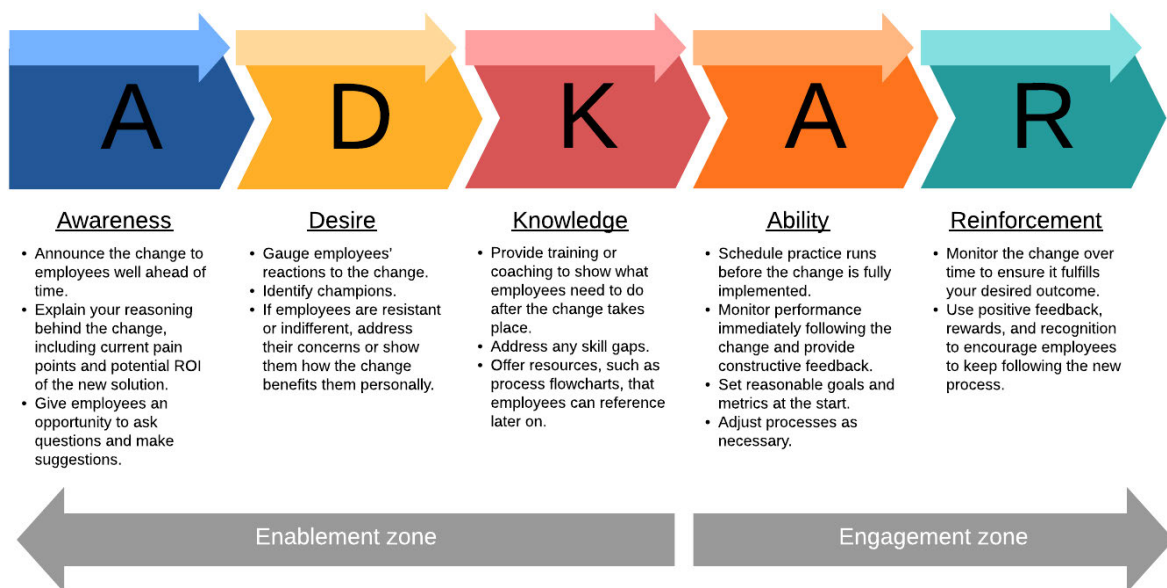 A D K A R
Awareness
• Announce the change to
employees well ahead of
time.
• Explain your reasoning
behind the change,
including current pain
points and potential ROI
of the new solution.
• Give employees an
opportunity to ask
questions and make
suggestions.
Desire
• Gauge employees'
reactions to the change.
• Identify champions.
• If employees are resistant
or indifferent, address
their concerns or show
them how the change
benefits them personally.
Knowledge
• Provide training or
coaching to show what
employees need to do
after the change takes
place.
• Address any skill gaps.
• Offer resources, such as
process flowcharts, that
employees can reference
later on.
Ability
• Schedule practice runs
before the change is fully
implemented.
• Monitor performance
immediately following the
change and provide
constructive feedback.
• Set reasonable goals and
metrics at the start.
• Adjust processes as
necessary.
Reinforcement
• Monitor the change over
time to ensure it fulfills
your desired outcome.
• Use positive feedback,
rewards, and recognition
to encourage employees
to keep following the new
process.
Enablement zone
Engagement zone